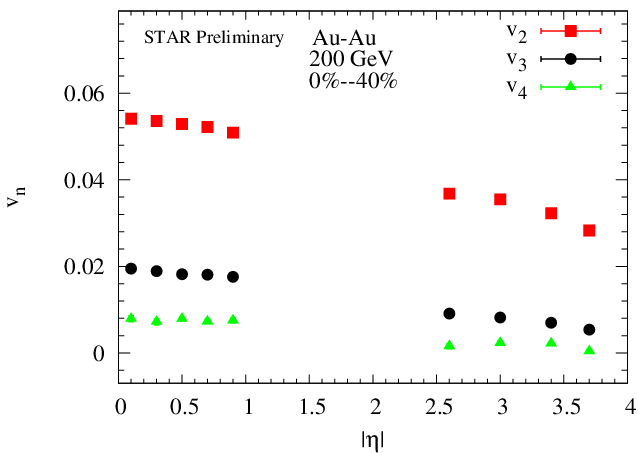 STAR Preliminary
Au-Au
200 GeV
0%--40%
v2
v3
v4
0.06
0.04
0.02
0
vn
0 0.5 1 1.5 2 2.5 3 3.5 4
|η|